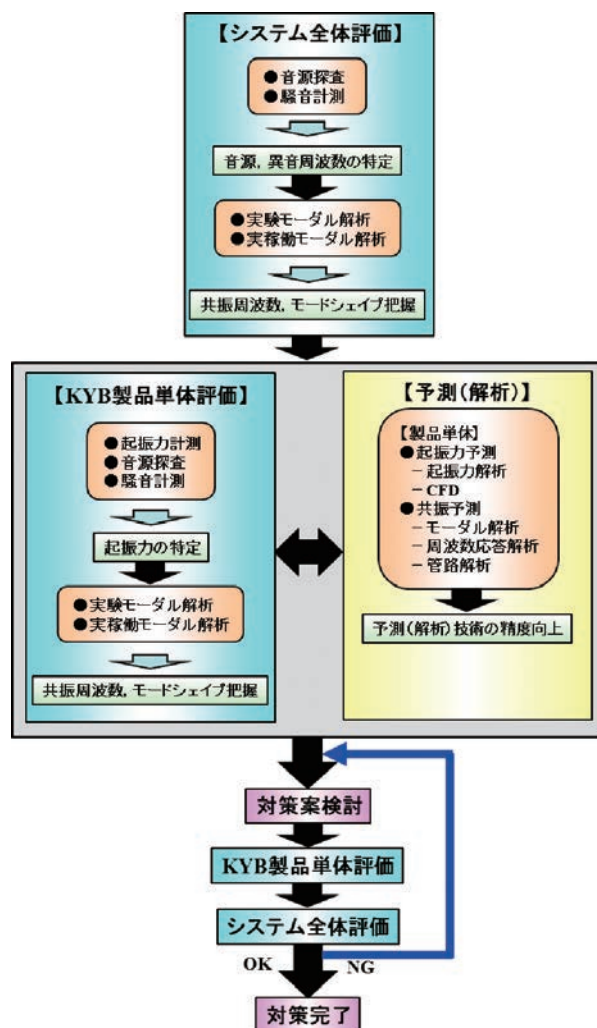 【システム全体評価】
●音源探査
●騒音計測
音源，異音周波数の特定
●実験モーダル解析
●実稼働モーダル解析
共振周波数，モードシェイプ把握
【KYB製品単体評価】
●起振力計測
●音源探査
●騒音計測
起振力の特定
●実験モーダル解析
●実稼働モーダル解析
共振周波数，モードシェイプ把握
【予測（解析）】
【製品単体】
●起振力予測
－起振力解析
－CFD
●共振予測
－モーダル解析
－周波数応答解析
－管路解析
予測（解析）技術の精度向上
対策案検討
KYB製品単体評価
システム全体評価
OK NG
対策完了